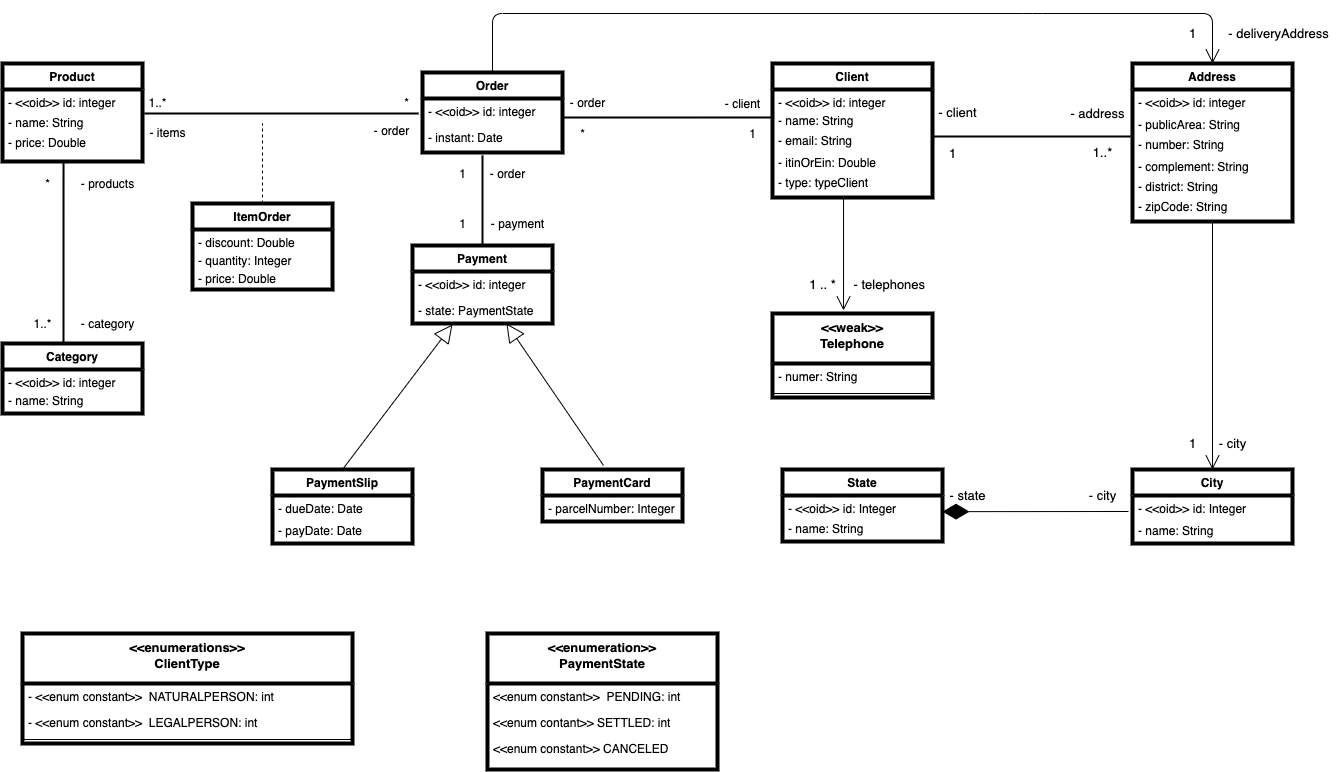 1
- deliveryAddress
Product
- <<oid>> id: integer
- name: String
- price: Double
1..*
- items
*
- order
Order
- <<oid>> id: integer
- instant: Date
- order
*
- client
1
Client
- <<oid>> id: integer
- name: String
- email: String
- itinOrEin: Double
- type: typeClient
- client
1
- address
1..*
Address
- <<oid>> id: integer
- publicArea: String
- number: String
- complement: String
- district: String
- zipCode: String
*
- products
1
- order
ItemOrder
- discount: Double
- quantity: Integer
- price: Double
1
- payment
Payment
- <<oid>> id: integer
- state: PaymentState
1 .. *
- telephones
<<weak>>
Telephone
- numer: String
1..*
- category
Category
- <<oid>> id: integer
- name: String
1
- city
PaymentSlip
- dueDate: Date
- payDate: Date
PaymentCard
- parcelNumber: Integer
State
- <<oid>> id: Integer
- name: String
- state
- city
City
- <<oid>> id: Integer
- name: String
<<enumerations>>
ClientType
- <<enum constant>> NATURALPERSON: int
- <<enum constant>> LEGALPERSON: int
<<enumeration>>
PaymentState
<<enum constant>> PENDING: int
<<enum contant>> SETTLED: int
<<enum constant>> CANCELED